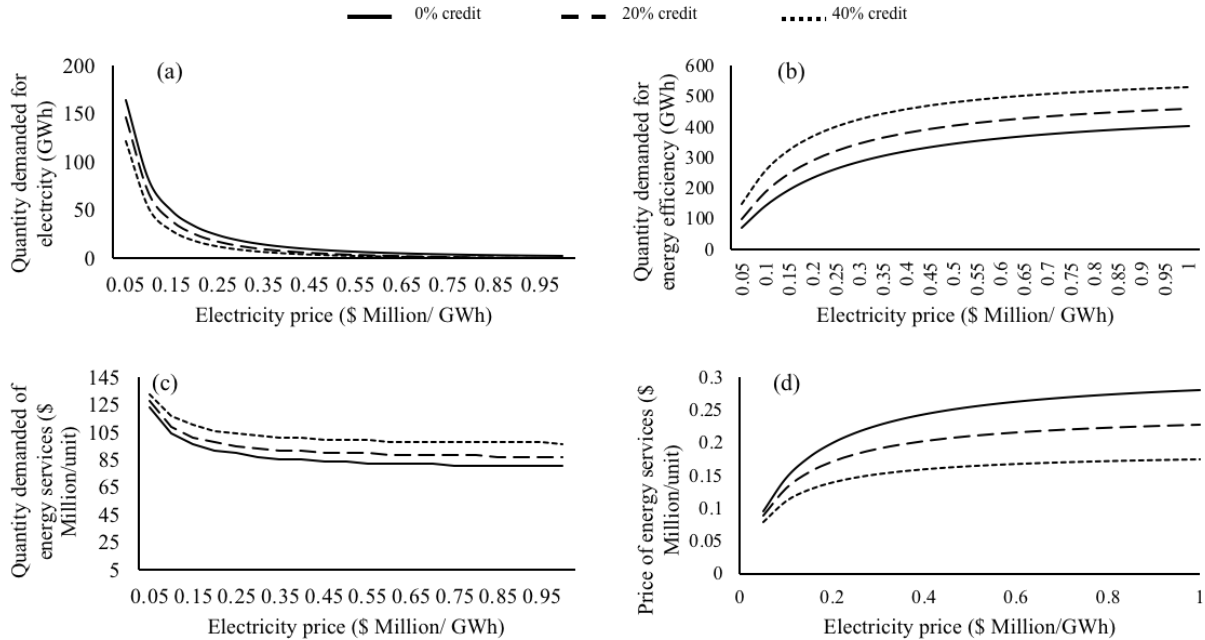 0% credit 20% credit 40% credit
(a)
Quantity demanded for
electrcity (GWh)
200
150
100
50
0
0.05 0.15 0.25 0.35 0.45 0.55 0.65 0.75 0.85 0.95
Electricity price ($ Million/ GWh)
(b)
Quantity demanded for
energy efficiency (GWh)
600
500
400
300
200
100
0
0.05 0.1 0.15 0.2 0.25 0.3 0.35 0.4 0.45 0.5 0.55 0.6 0.65 0.7 0.75 0.8 0.85 0.9 0.95 1
Electricity price ($ Million/ GWh)
(c)
Quantity demanded of
energy services ($
Million/unit)
145
125
105
85
65
45
25
5
0.05 0.15 0.25 0.35 0.45 0.55 0.65 0.75 0.85 0.95
Electricity price ($ Million/ GWh)
(d)
Price of energy services ($
Million/unit)
0.3
0.25
0.2
0.15
0.1
0.05
0
0 0.2 0.4 0.6 0.8 1
Electricity price ($ Million/ GWh)